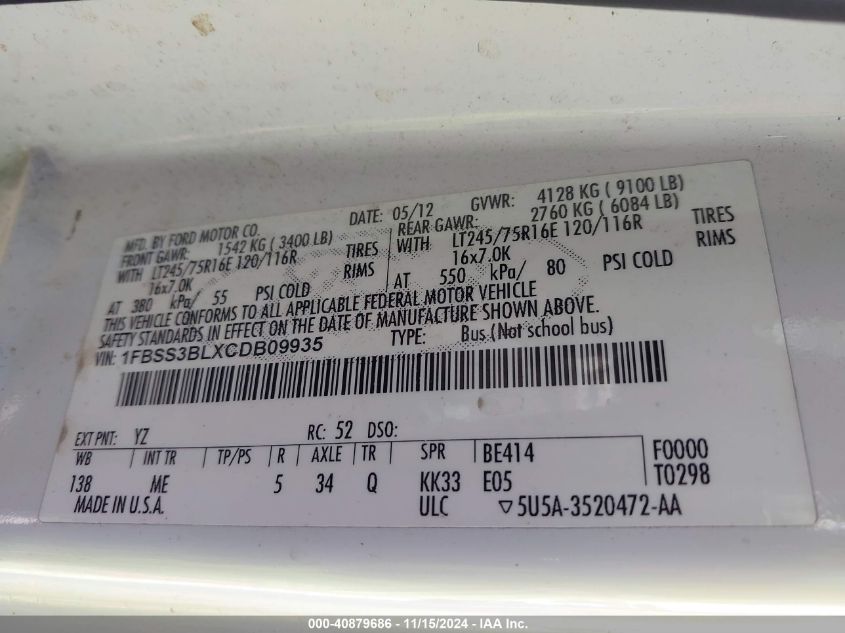 MFD. BY FORD MOTOR CO.
DATE: 05/12 GVWR: 4128 KG ( 9100 LB)
FRONT GAWR: 1542 KG ( 3400 LB) REAR GAWR: 2760 KG ( 6084 LB)
WITH LT245/75R16E 120/116R TIRES WITH LT245/75R16E 120/116R TIRES
16x7.0K RIMS 16x7.0K RIMS
AT 380 kPa/ 55 PSI COLD AT 550 kPa/ 80 PSI COLD
THIS VEHICLE CONFORMS TO ALL APPLICABLE FEDERAL MOTOR VEHICLE
SAFETY STANDARDS IN EFFECT ON THE DATE OF MANUFACTURE SHOWN ABOVE.
VIN: 1FBSS3BLXCDB09935 TYPE: Bus (Not school bus)
EXT PNT: YZ RC: 52 DSO:
WB INT TR TP/PS R AXLE TR SPR BE414 F0000
138 ME 5 34 Q KK33 E05 T0298
MADE IN U.S.A. ULC ▽5U5A-3520472-AA
000-40879686 - 11/15/2024 - IAA Inc.